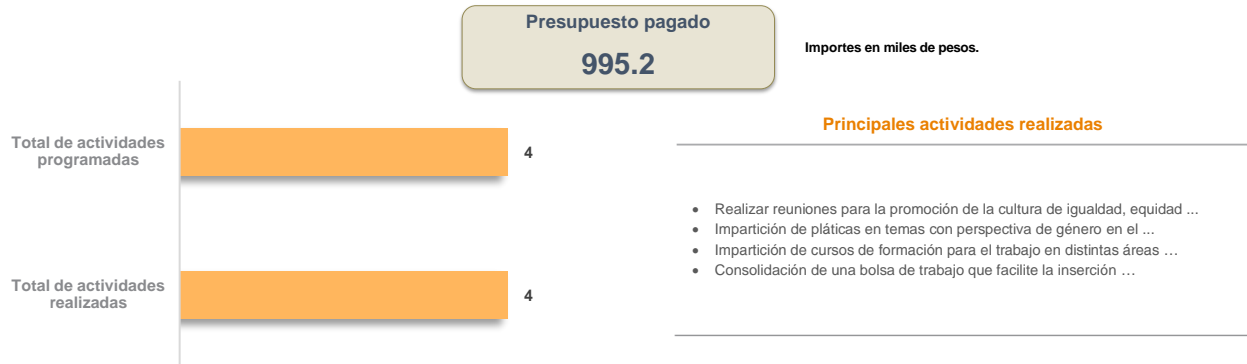 Presupuesto pagado
995.2
Importes en miles de pesos.
Total de actividades
programadas
4
Total de actividades
realizadas
4
Principales actividades realizadas
• Realizar reuniones para la promoción de la cultura de igualdad, equidad ...
• Impartición de pláticas en temas con perspectiva de género en el ...
• Impartición de cursos de formación para el trabajo en distintas áreas …
• Consolidación de una bolsa de trabajo que facilite la inserción …